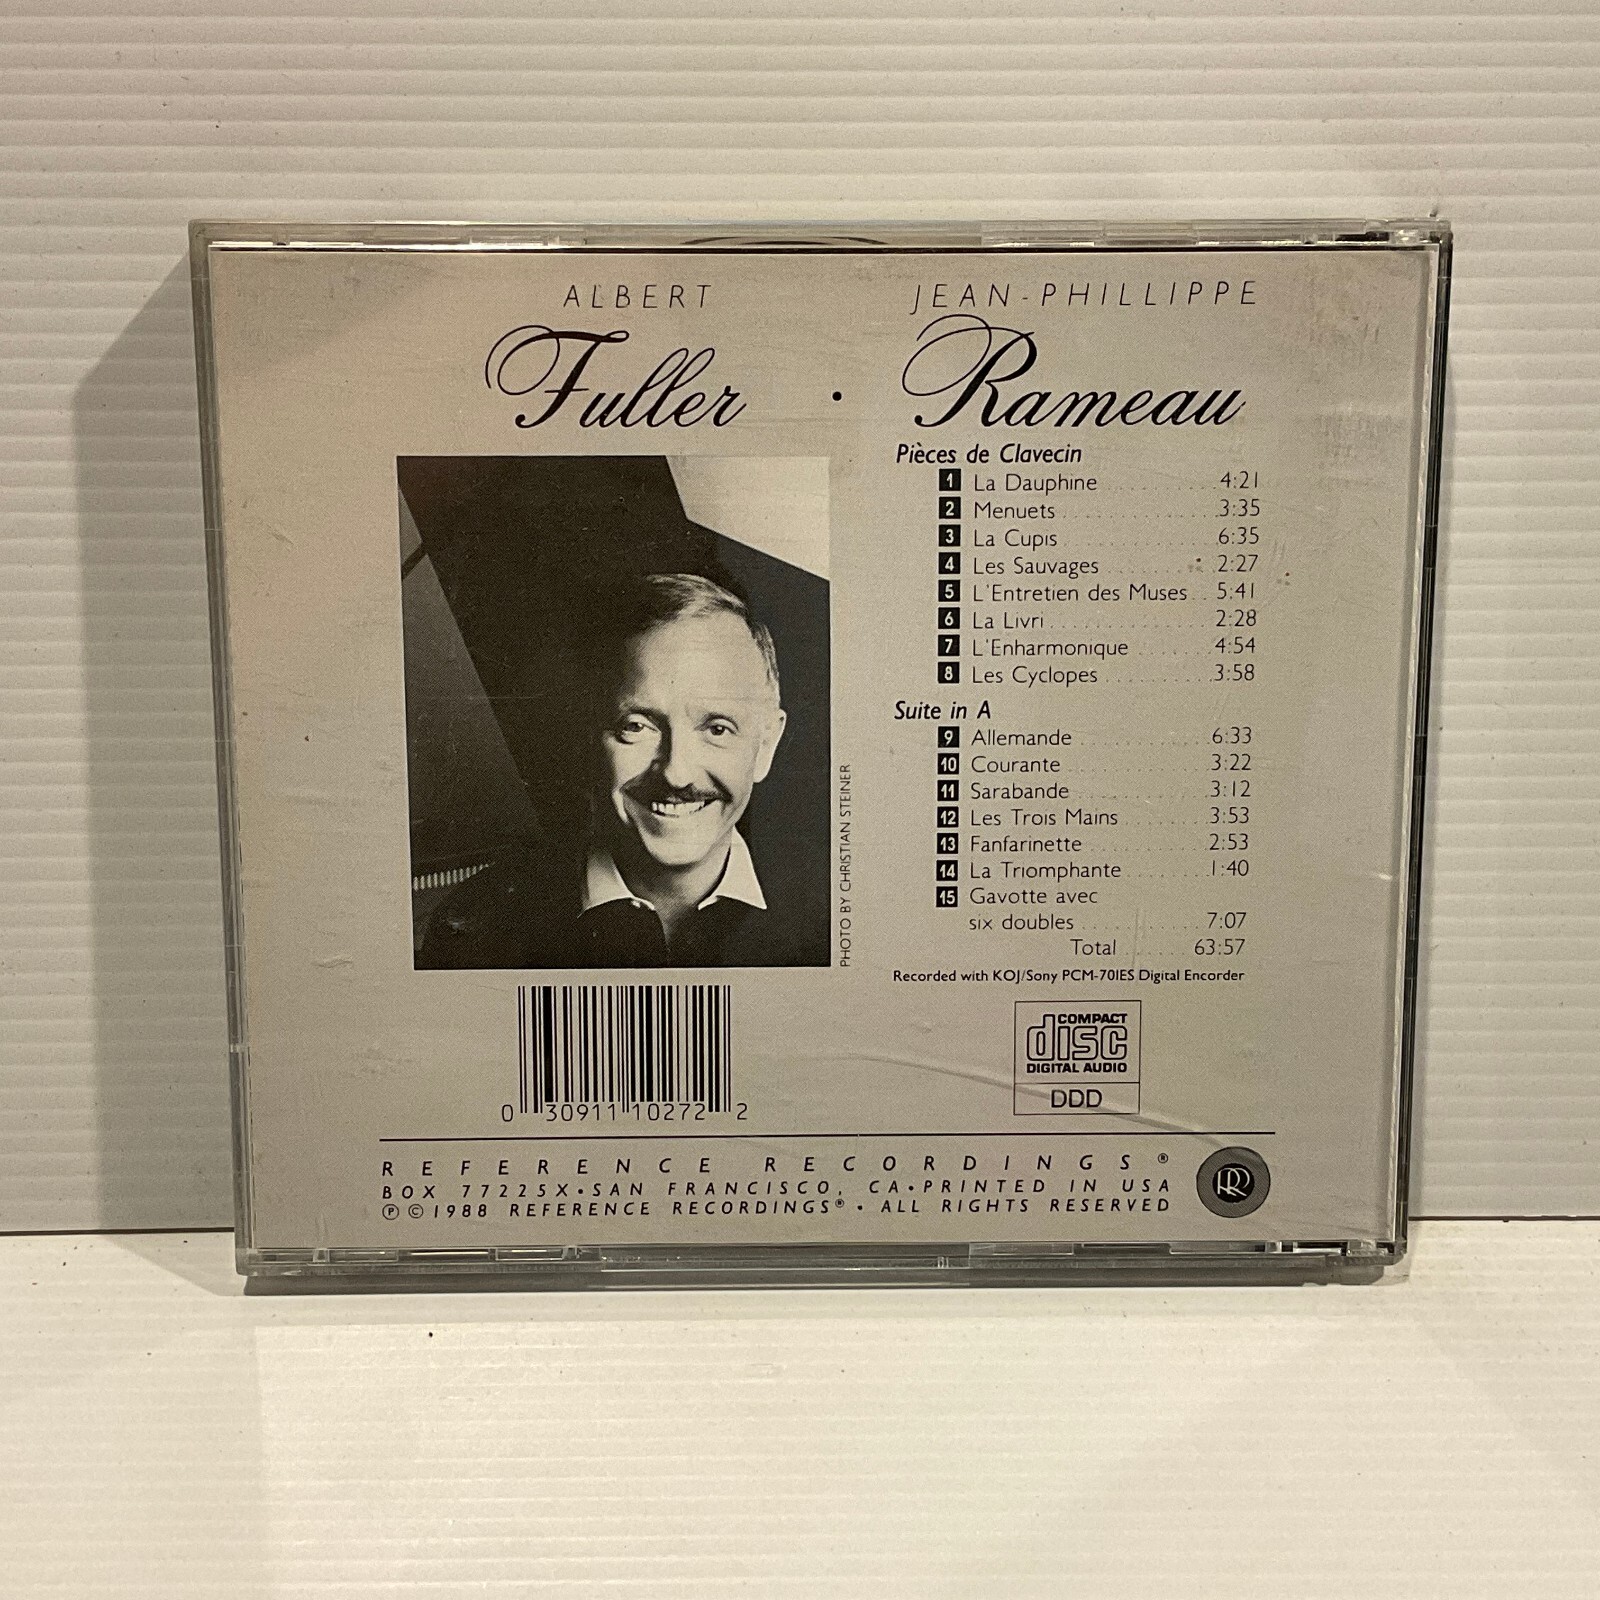 ALBERT
Fuller
·
JEAN-PHILLIPPE
Rameau
Pièces de Clavecin
1 La Dauphine 4:21
2 Menuets 3:35
3 La Cupis 6:35
4 Les Sauvages 2:27
5 L'Entretien des Muses 5:41
6 La Livri 2:28
7 L'Enharmonique 4:54
8 Les Cyclopes 3:58
Suite in A
9 Allemande 6:33
10 Courante 3:22
11 Sarabande 3:12
12 Les Trois Mains 3:53
13 Fanfarinette 2:53
14 La Triomphante 1:40
15 Gavotte avec
six doubles 7:07
Total 63:57
Recorded with KOJ/Sony PCM-701ES Digital Encorder
PHOTO BY CHRISTIAN STEINER
0 30911 10272 2
COMPACT
disc
DIGITAL AUDIO
DDD
REFERENCE RECORDINGS®
BOX 77225X•SAN FRANCISCO, CA•PRINTED IN USA
Ⓟ©1988 REFERENCE RECORDINGS® • ALL RIGHTS RESERVED
RR